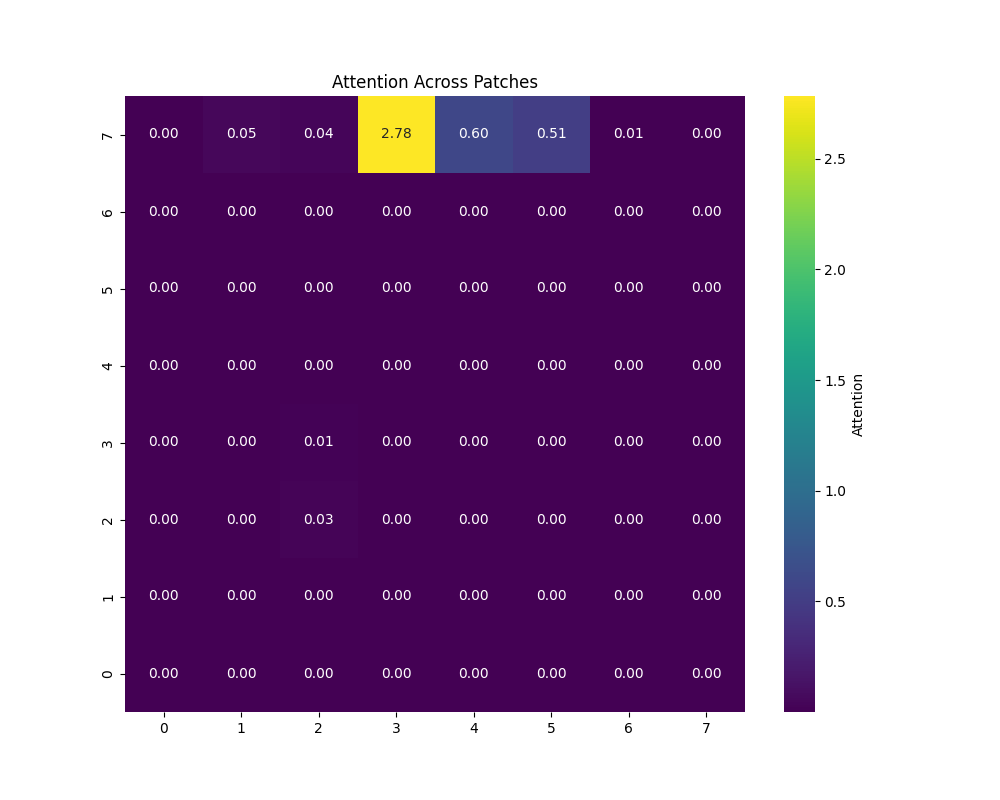 Attention Across Patches
7 0.00 0.05 0.04 2.78 0.60 0.51 0.01 0.00
6 0.00 0.00 0.00 0.00 0.00 0.00 0.00 0.00
5 0.00 0.00 0.00 0.00 0.00 0.00 0.00 0.00
4 0.00 0.00 0.00 0.00 0.00 0.00 0.00 0.00
3 0.00 0.00 0.01 0.00 0.00 0.00 0.00 0.00
2 0.00 0.00 0.03 0.00 0.00 0.00 0.00 0.00
1 0.00 0.00 0.00 0.00 0.00 0.00 0.00 0.00
0 0.00 0.00 0.00 0.00 0.00 0.00 0.00 0.00
0 1 2 3 4 5 6 7
2.5
2.0
1.5
1.0
0.5
Attention